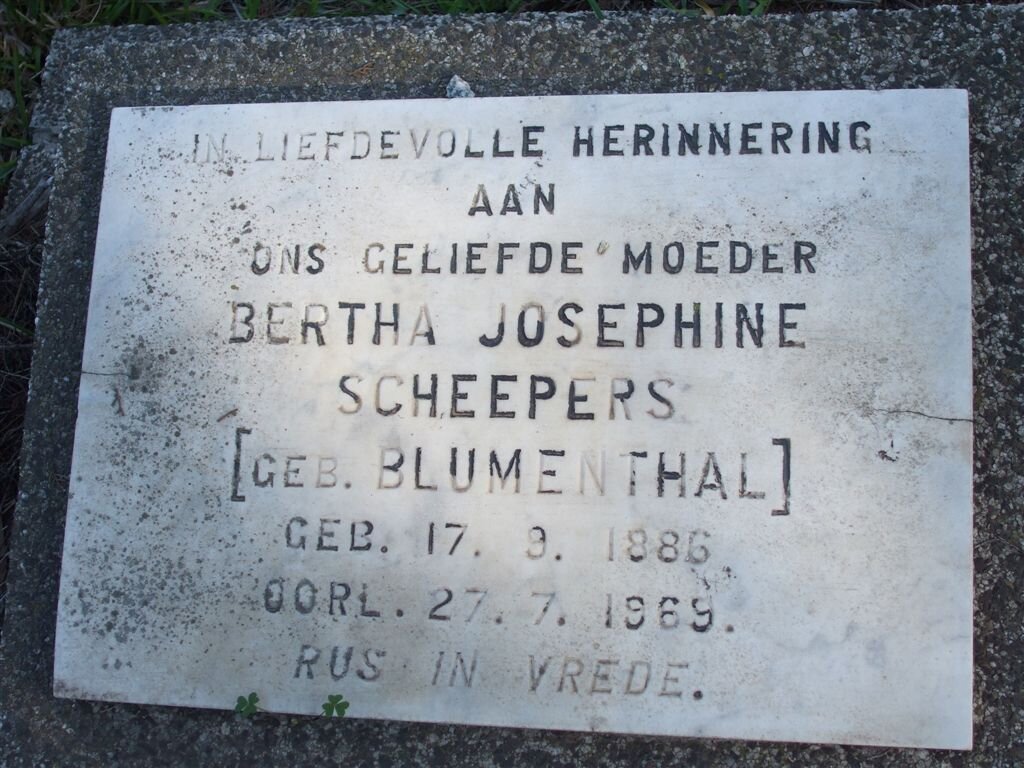 IN LIEFDEVOLLE HERINNERING
AAN
ONS GELIEFDE MOEDER
BERTHA JOSEPHINE
SCHEEPERS
[GEB. BLUMENTHAL]
GEB. 17. 9. 1886
OORL. 27. 7. 1969.
RUS IN VREDE.